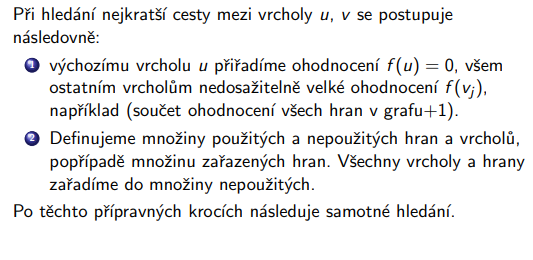 Při hledání nejkratší cesty mezi vrcholy u, v se postupuje
následovně:
1 výchozímu vrcholu u přiřadíme ohodnocení f(u) = 0, všem
ostatním vrcholům nedosažitelně velké ohodnocení f(vⱼ),
například (součet ohodnocení všech hran v grafu+1).
2 Definujeme množiny použitých a nepoužitých hran a vrcholů,
popřípadě množinu zařazených hran. Všechny vrcholy a hrany
zařadíme do množiny nepoužitých.
Po těchto přípravných krocích následuje samotné hledání.